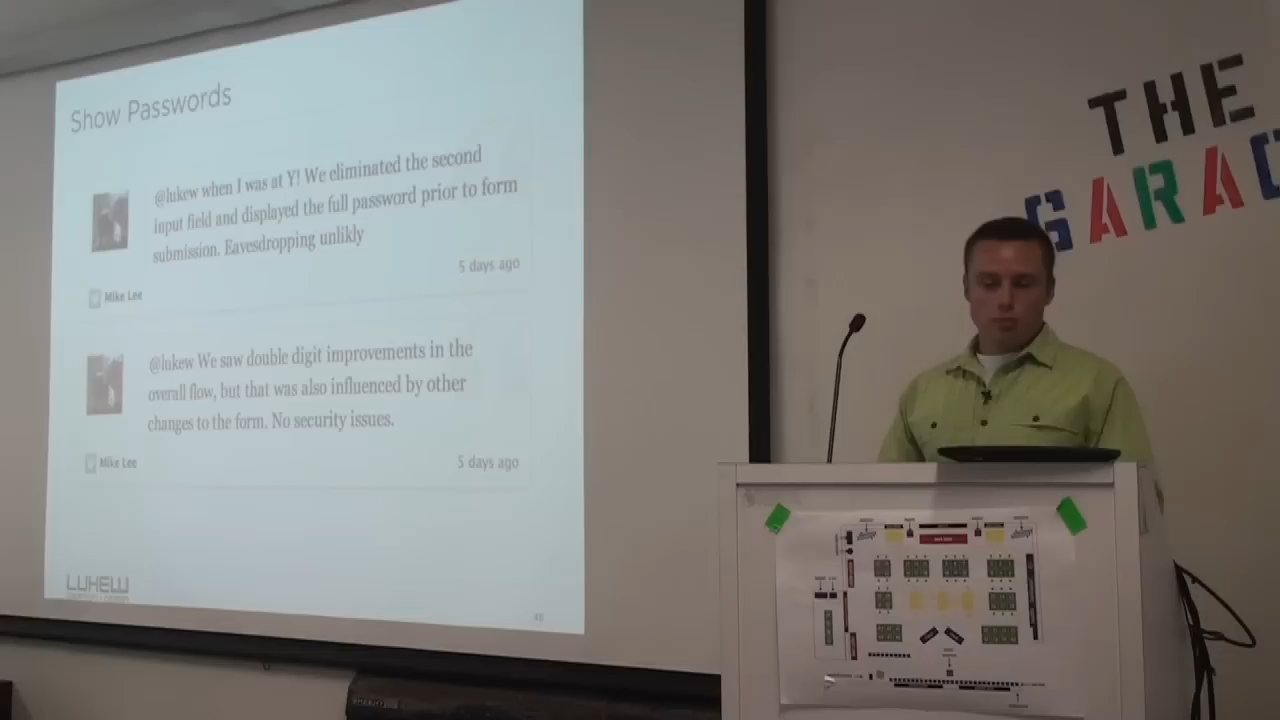 Show Passwords
@lukew when I was at Y! We eliminated the second
input field and displayed the full password prior to form
submission. Eavesdropping unlikly
5 days ago
Mike Lee
@lukew We saw double digit improvements in the
overall flow, but that was also influenced by other
changes to the form. No security issues.
Mike Lee
5 days ago
LUKEW
THE
GARAG